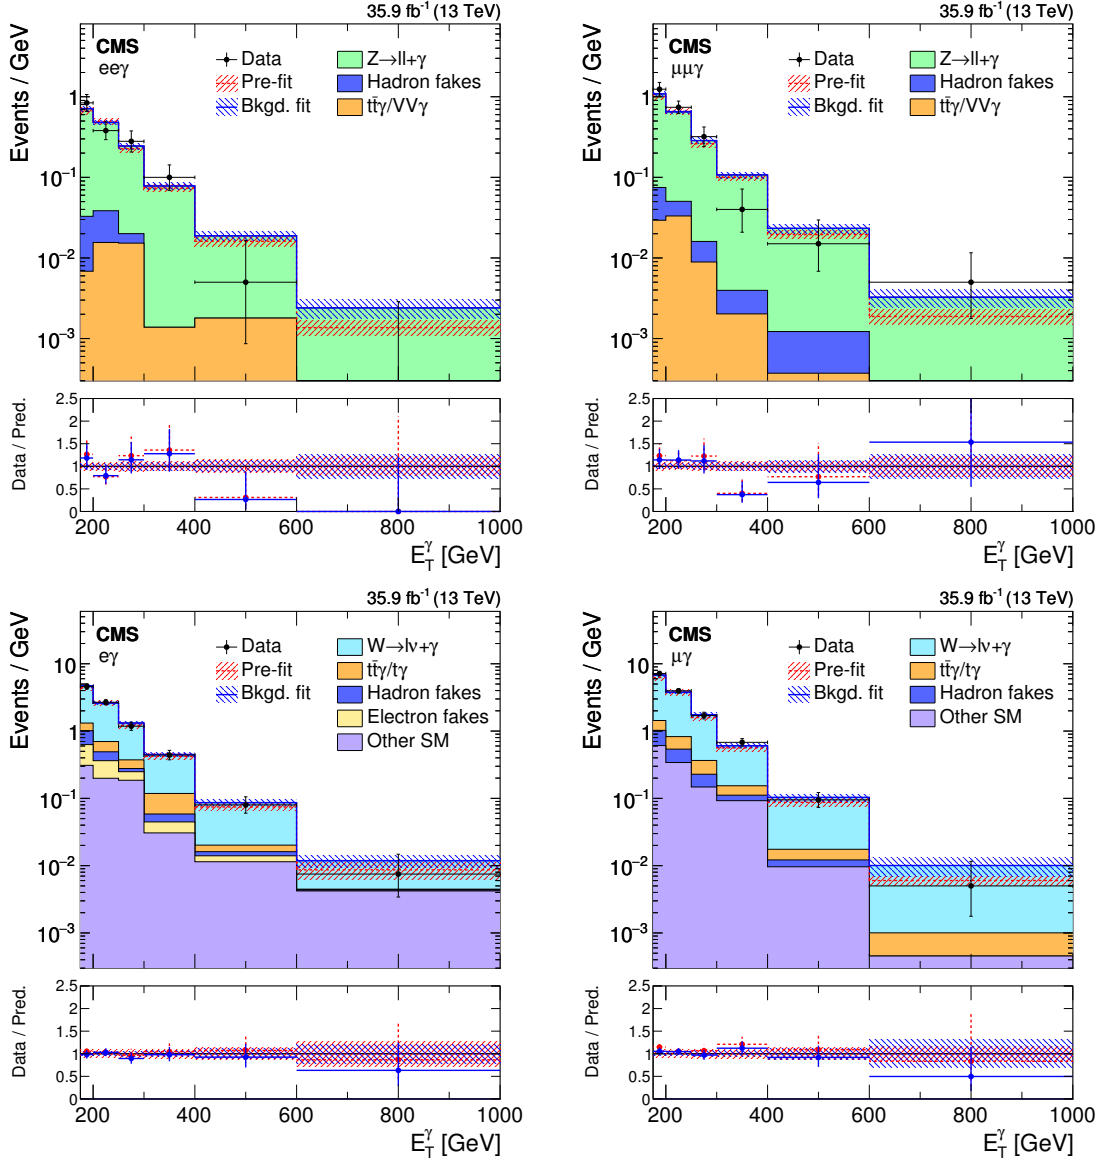 35.9 fb⁻¹ (13 TeV)
CMS
eeγ
Data
Pre-fit
Bkgd. fit
Z→ll+γ
Hadron fakes
tt̄γ/VVγ
Events / GeV
1
10⁻¹
10⁻²
10⁻³
Data / Pred.
2.5
2
1.5
1
0.5
0
200 400 600 800 1000
E_T^γ [GeV]
35.9 fb⁻¹ (13 TeV)
CMS
μμγ
Data
Pre-fit
Bkgd. fit
Z→ll+γ
Hadron fakes
tt̄γ/VVγ
Events / GeV
1
10⁻¹
10⁻²
10⁻³
Data / Pred.
2.5
2
1.5
1
0.5
0
200 400 600 800 1000
E_T^γ [GeV]
35.9 fb⁻¹ (13 TeV)
CMS
eγ
Data
Pre-fit
Bkgd. fit
W→lν+γ
tt̄γ/tγ
Hadron fakes
Electron fakes
Other SM
Events / GeV
10
1
10⁻¹
10⁻²
10⁻³
Data / Pred.
2.5
2
1.5
1
0.5
0
200 400 600 800 1000
E_T^γ [GeV]
35.9 fb⁻¹ (13 TeV)
CMS
μγ
Data
Pre-fit
Bkgd. fit
W→lν+γ
tt̄γ/tγ
Hadron fakes
Other SM
Events / GeV
10
1
10⁻¹
10⁻²
10⁻³
Data / Pred.
2.5
2
1.5
1
0.5
0
200 400 600 800 1000
E_T^γ [GeV]